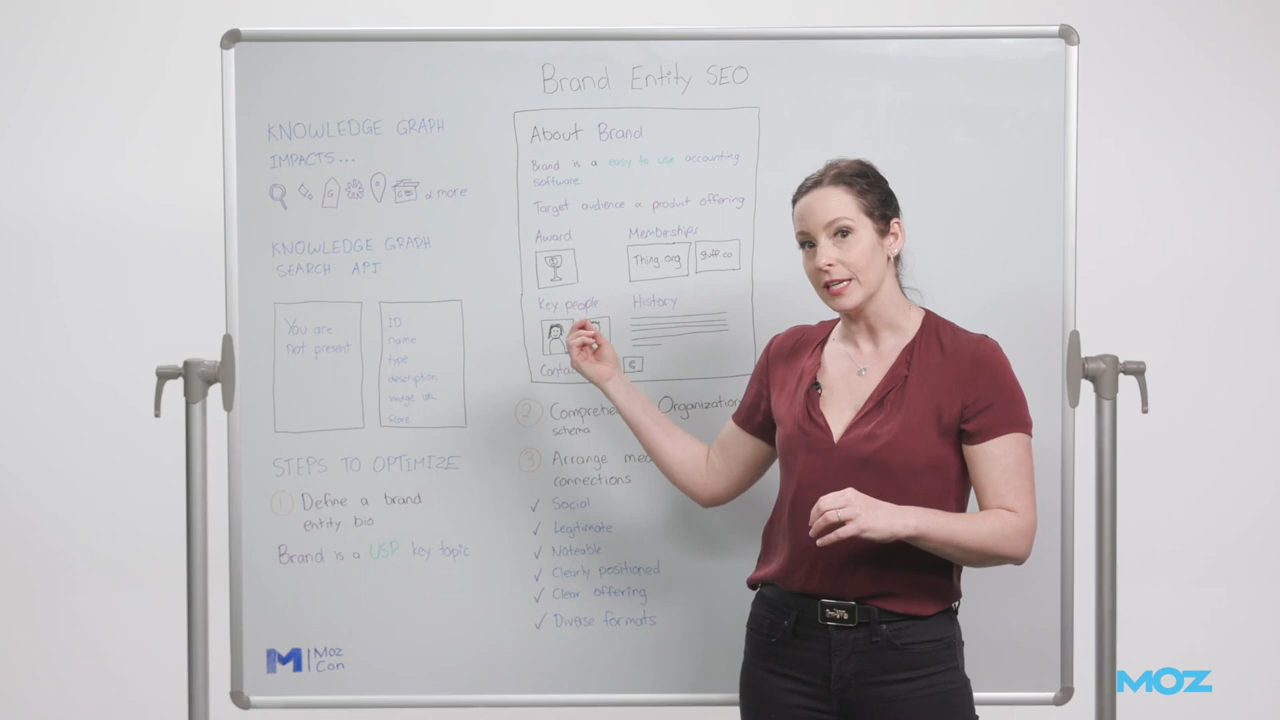 Brand Entity SEO
KNOWLEDGE GRAPH
IMPACTS...
G
G
& more
KNOWLEDGE GRAPH
SEARCH API
You are
not present
ID
name
type
description
badge URL
score
STEPS TO OPTIMIZE
1 Define a brand
entity bio
Brand is a USP key topic
M | Moz
Con
About Brand
Brand is a easy to use accounting
software.
Target audience & product offering
Award
Memberships
Thing.org
Stuff.co
Key people
History
2
Organization
schema
3 Arrange
connections
✓ Social
✓ Legitimate
✓ Noteable
✓ Clearly positioned
✓ Clear offering
✓ Diverse formats
MOZ